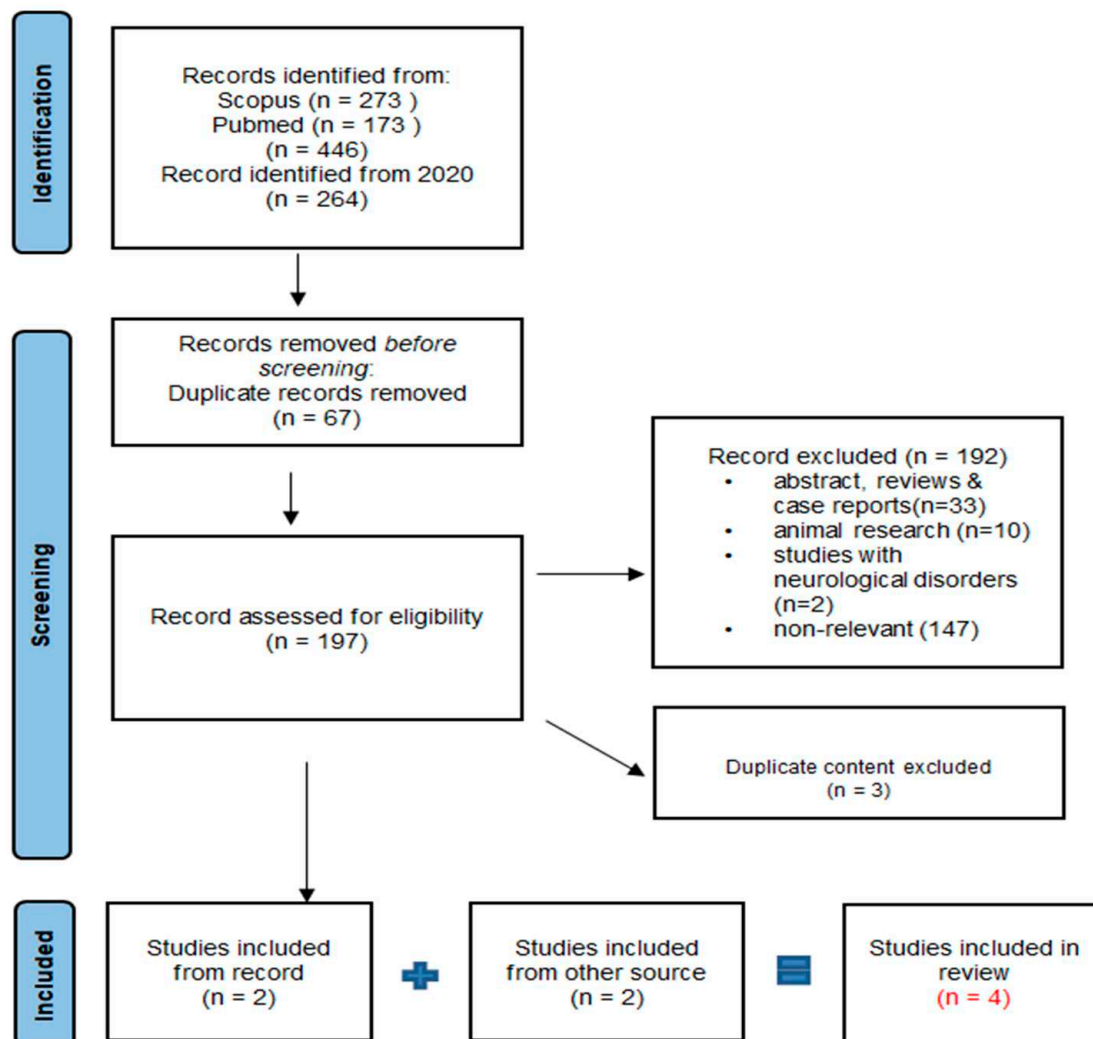 Identification
Records identified from:
Scopus (n = 273 )
Pubmed (n = 173 )
(n = 446)
Record identified from 2020
(n = 264)
Screening
Records removed before
screening:
Duplicate records removed
(n = 67)
Record assessed for eligibility
(n = 197)
Record excluded (n = 192)
• abstract, reviews &
case reports(n=33)
• animal research (n=10)
• studies with
neurological disorders
(n=2)
• non-relevant (147)
Duplicate content excluded
(n = 3)
Included
Studies included
from record
(n = 2)
Studies included
from other source
(n = 2)
Studies included in
review
(n = 4)